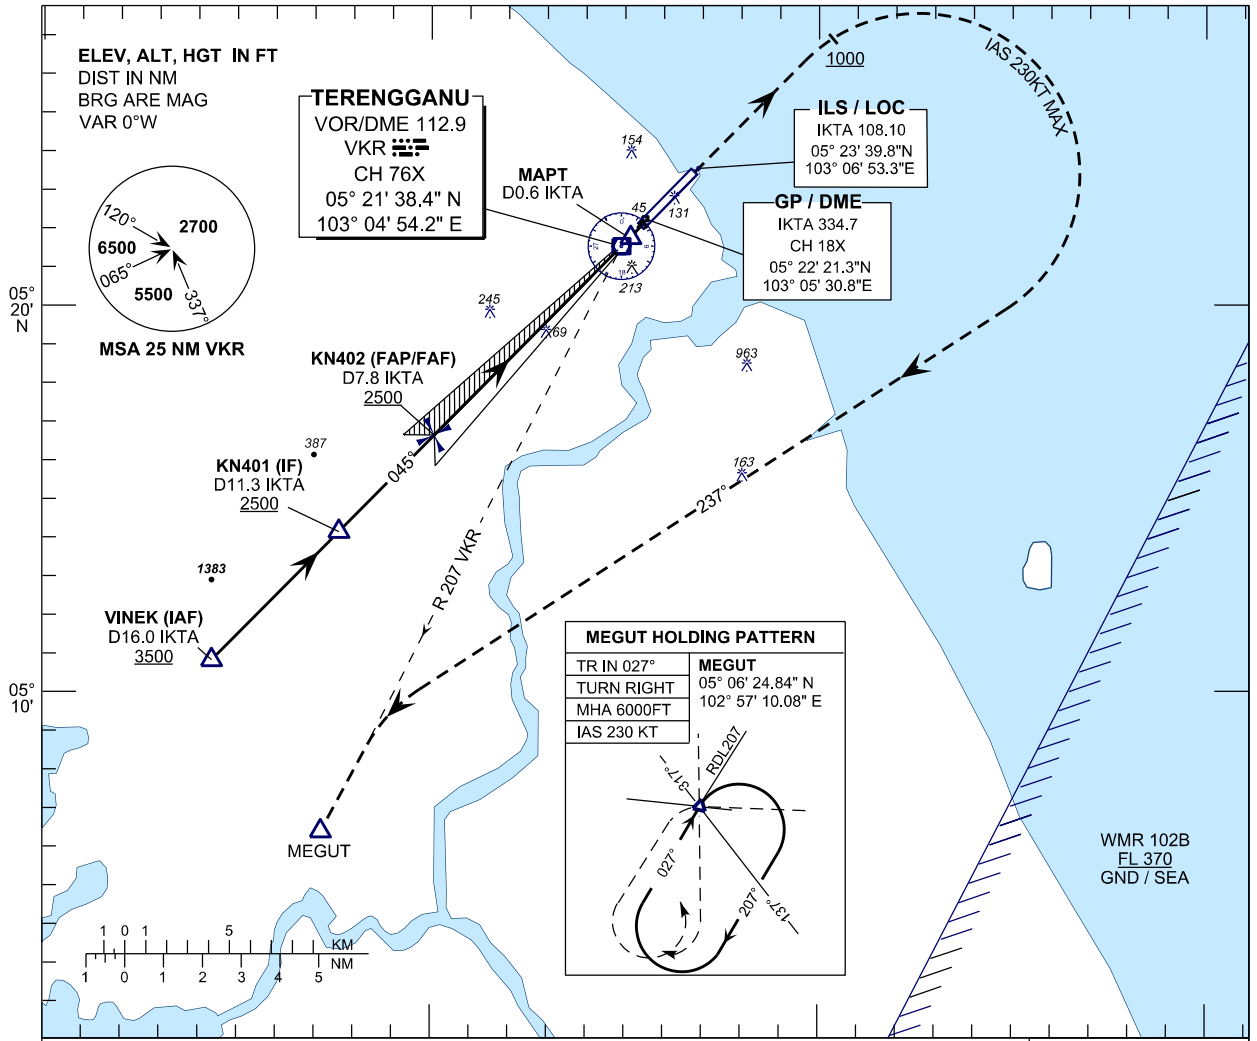 ELEV, ALT, HGT IN FT
DIST IN NM
BRG ARE MAG
VAR 0°W
120°
2700
6500
065°
5500
337°
MSA 25 NM VKR
TERENGGANU
VOR/DME 112.9
VKR
CH 76X
05° 21' 38.4" N
103° 04' 54.2" E
MAPT
D0.6 IKTA
154
45
131
213
1000
IAS 230KT MAX
ILS / LOC
IKTA 108.10
05° 23' 39.8"N
103° 06' 53.3"E
GP / DME
IKTA 334.7
CH 18X
05° 22' 21.3"N
103° 05' 30.8"E
05°
20'
N
245
69
963
KN402 (FAP/FAF)
D7.8 IKTA
2500
387
KN401 (IF)
D11.3 IKTA
2500
045°
163
237°
R 207 VKR
1383
VINEK (IAF)
D16.0 IKTA
3500
05°
10'
MEGUT
MEGUT HOLDING PATTERN
TR IN 027°
TURN RIGHT
MHA 6000FT
IAS 230 KT
MEGUT
05° 06' 24.84" N
102° 57' 10.08" E
RDL207
317°
027°
207°
137°
WMR 102B
FL 370
GND / SEA
1 0 1 5 KM
1 0 1 2 3 4 5 NM